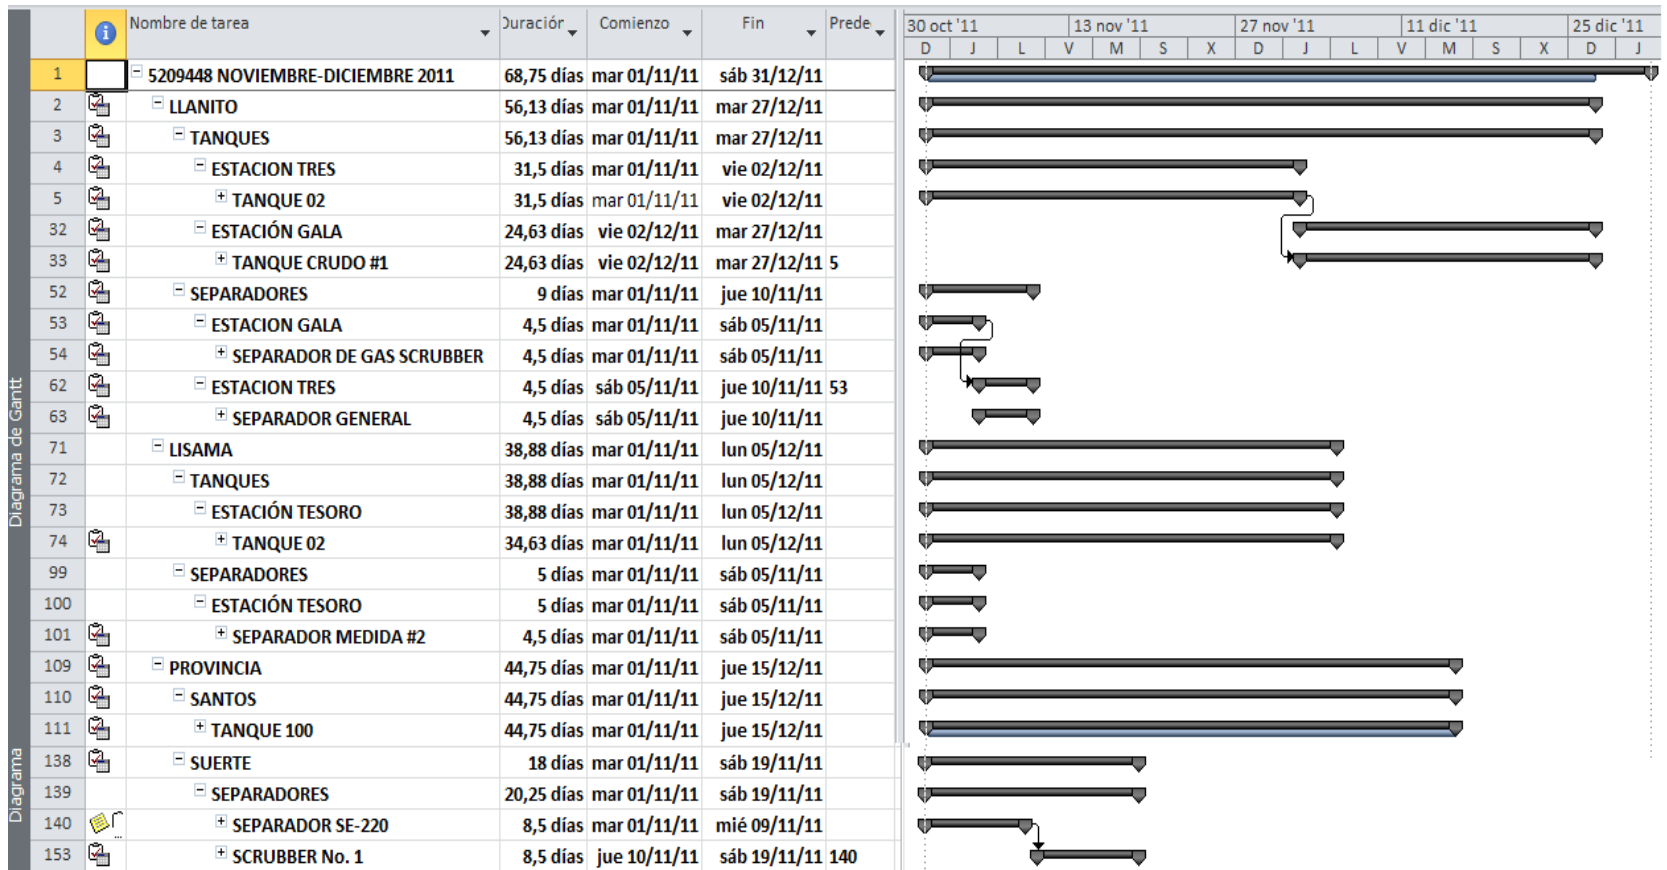 Nombre de tarea Duración Comienzo Fin Prede
30 oct '11 13 nov '11 27 nov '11 11 dic '11 25 dic '11
D J L V M S X D J L V M S X D J
1 5209448 NOVIEMBRE-DICIEMBRE 2011 68,75 días mar 01/11/11 sáb 31/12/11
2 LLANITO 56,13 días mar 01/11/11 mar 27/12/11
3 TANQUES 56,13 días mar 01/11/11 mar 27/12/11
4 ESTACION TRES 31,5 días mar 01/11/11 vie 02/12/11
5 TANQUE 02 31,5 días mar 01/11/11 vie 02/12/11
32 ESTACIÓN GALA 24,63 días vie 02/12/11 mar 27/12/11
33 TANQUE CRUDO #1 24,63 días vie 02/12/11 mar 27/12/11 5
52 SEPARADORES 9 días mar 01/11/11 jue 10/11/11
53 ESTACION GALA 4,5 días mar 01/11/11 sáb 05/11/11
54 SEPARADOR DE GAS SCRUBBER 4,5 días mar 01/11/11 sáb 05/11/11
62 ESTACION TRES 4,5 días sáb 05/11/11 jue 10/11/11 53
63 SEPARADOR GENERAL 4,5 días sáb 05/11/11 jue 10/11/11
71 LISAMA 38,88 días mar 01/11/11 lun 05/12/11
72 TANQUES 38,88 días mar 01/11/11 lun 05/12/11
73 ESTACIÓN TESORO 38,88 días mar 01/11/11 lun 05/12/11
74 TANQUE 02 34,63 días mar 01/11/11 lun 05/12/11
99 SEPARADORES 5 días mar 01/11/11 sáb 05/11/11
100 ESTACIÓN TESORO 5 días mar 01/11/11 sáb 05/11/11
101 SEPARADOR MEDIDA #2 4,5 días mar 01/11/11 sáb 05/11/11
109 PROVINCIA 44,75 días mar 01/11/11 jue 15/12/11
110 SANTOS 44,75 días mar 01/11/11 jue 15/12/11
111 TANQUE 100 44,75 días mar 01/11/11 jue 15/12/11
138 SUERTE 18 días mar 01/11/11 sáb 19/11/11
139 SEPARADORES 20,25 días mar 01/11/11 sáb 19/11/11
140 SEPARADOR SE-220 8,5 días mar 01/11/11 mié 09/11/11
153 SCRUBBER No. 1 8,5 días jue 10/11/11 sáb 19/11/11 140
Diagrama de Gantt
Diagrama